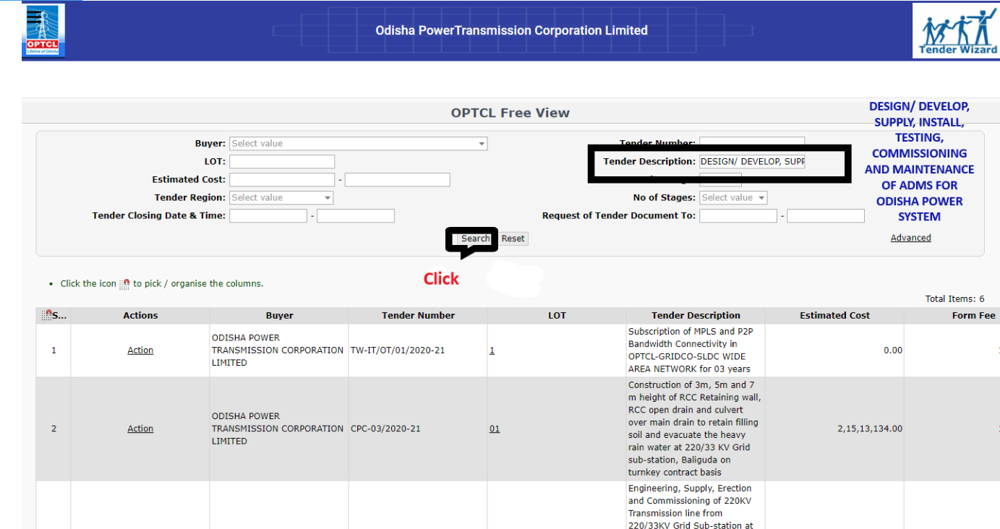 OPTCL
Lifeline of Odisha
Odisha PowerTransmission Corporation Limited
Tender Wizard
OPTCL Free View
DESIGN/ DEVELOP,
SUPPLY, INSTALL,
TESTING,
COMMISSIONING
AND MAINTENANCE
OF ADMS FOR
ODISHA POWER
SYSTEM
Buyer: Select value
Tender Number:
LOT:
Tender Description: DESIGN/ DEVELOP, SUPP
Estimated Cost: -
Tender Region: Select value
No of Stages: Select value
Tender Closing Date & Time: -
Request of Tender Document To: -
Search Reset
Advanced
Click
• Click the icon to pick / organise the columns.
Total Items: 6
S... Actions Buyer Tender Number LOT Tender Description Estimated Cost Form Fee
1 Action
ODISHA POWER
TRANSMISSION CORPORATION
LIMITED
TW-IT/OT/01/2020-21
1
Subscription of MPLS and P2P
Bandwidth Connectivity in
OPTCL-GRIDCO-SLDC WIDE
AREA NETWORK for 03 years
0.00
2 Action
ODISHA POWER
TRANSMISSION CORPORATION
LIMITED
CPC-03/2020-21
01
Construction of 3m, 5m and 7
m height of RCC Retaining wall,
RCC open drain and culvert
over main drain to retain filling
soil and evacuate the heavy
rain water at 220/33 KV Grid
sub-station, Baliguda on
turnkey contract basis
2,15,13,134.00
Engineering, Supply, Erection
and Commissioning of 220KV
Transmission line from
220/33KV Grid Sub-station at